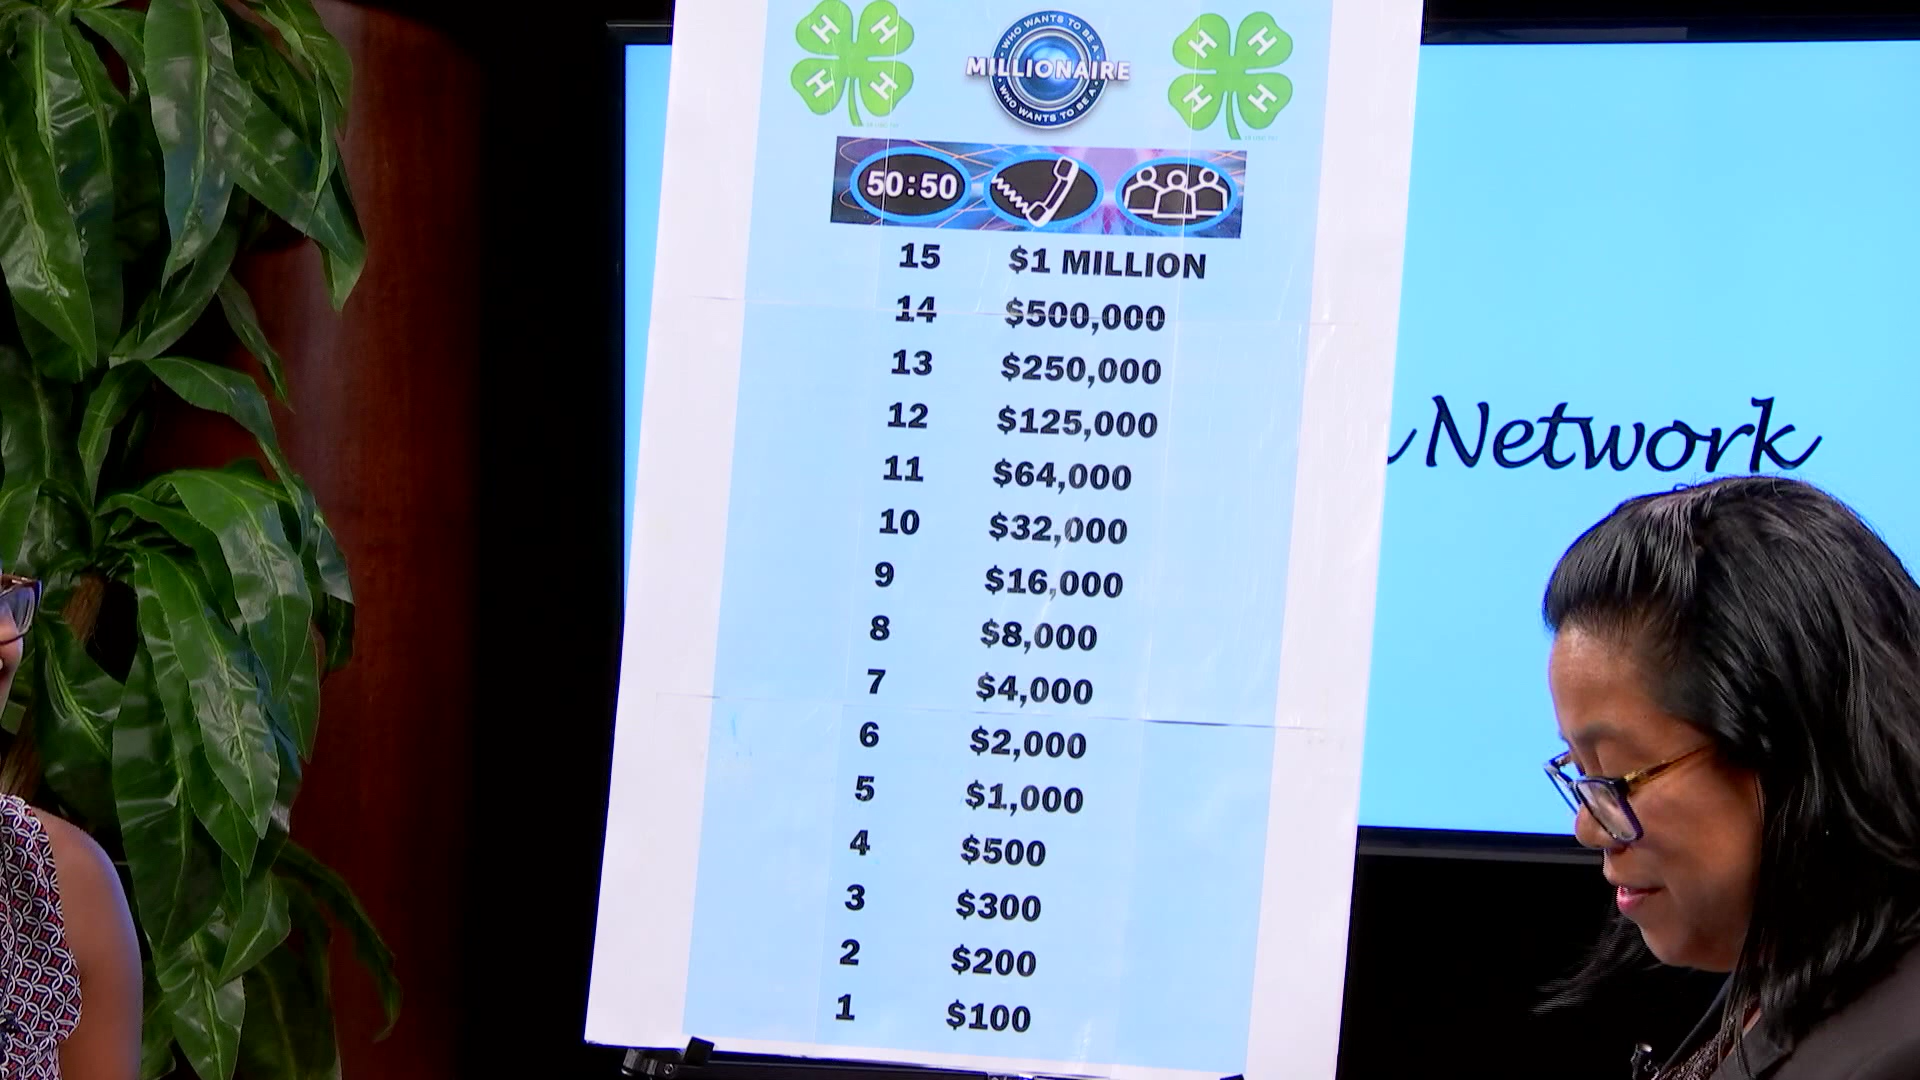 H H H H
WHO WANTS TO BE A
MILLIONAIRE
WHO WANTS TO BE A
H H H H
50:50
15 $1 MILLION
14 $500,000
13 $250,000
12 $125,000
11 $64,000
10 $32,000
9 $16,000
8 $8,000
7 $4,000
6 $2,000
5 $1,000
4 $500
3 $300
2 $200
1 $100
Network